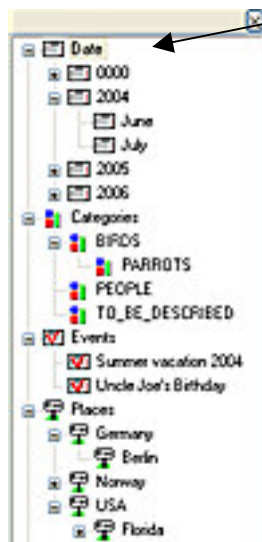 Date
0000
2004
June
July
2005
2006
Categories
BIRDS
PARROTS
PEOPLE
TO_BE_DESCRIBED
Events
Summer vacation 2004
Uncle Joe's Birthday
Places
Germany
Berlin
Norway
USA
Florida